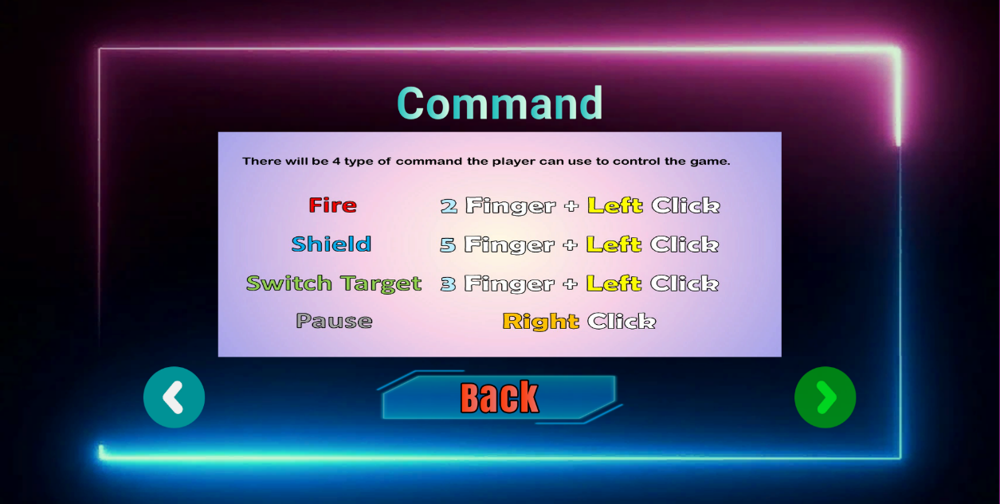 Command
There will be 4 type of command the player can use to control the game.
Fire 2 Finger + Left Click
Shield 5 Finger + Left Click
Switch Target 3 Finger + Left Click
Pause Right Click
Back